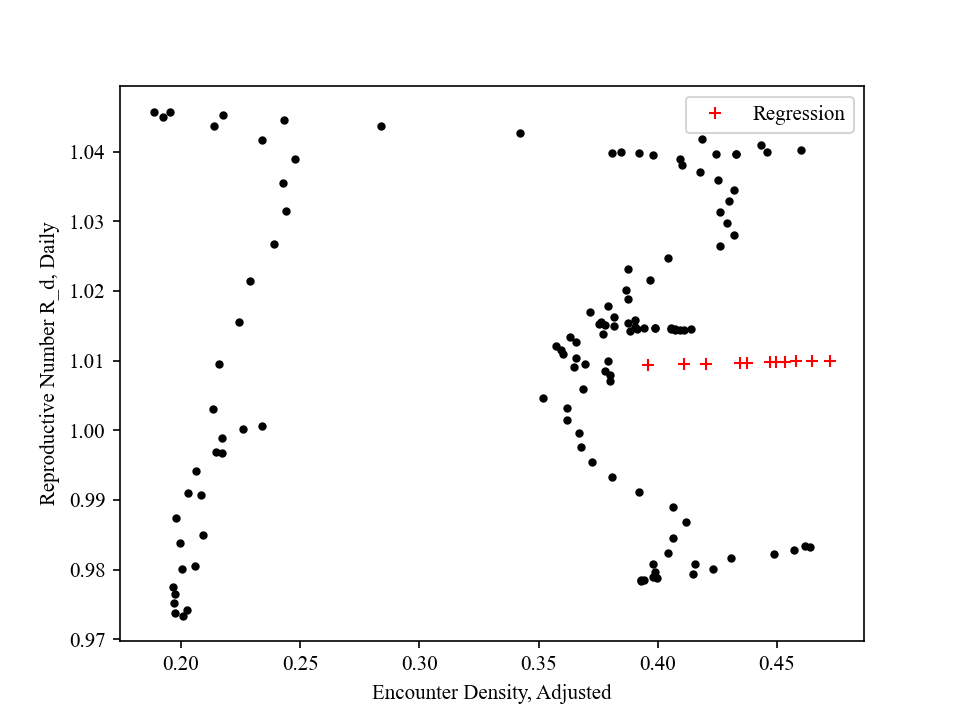 Regression
1.04
1.03
1.02
1.01
1.00
0.99
0.98
0.97
Reproductive Number R_d, Daily
0.20 0.25 0.30 0.35 0.40 0.45
Encounter Density, Adjusted